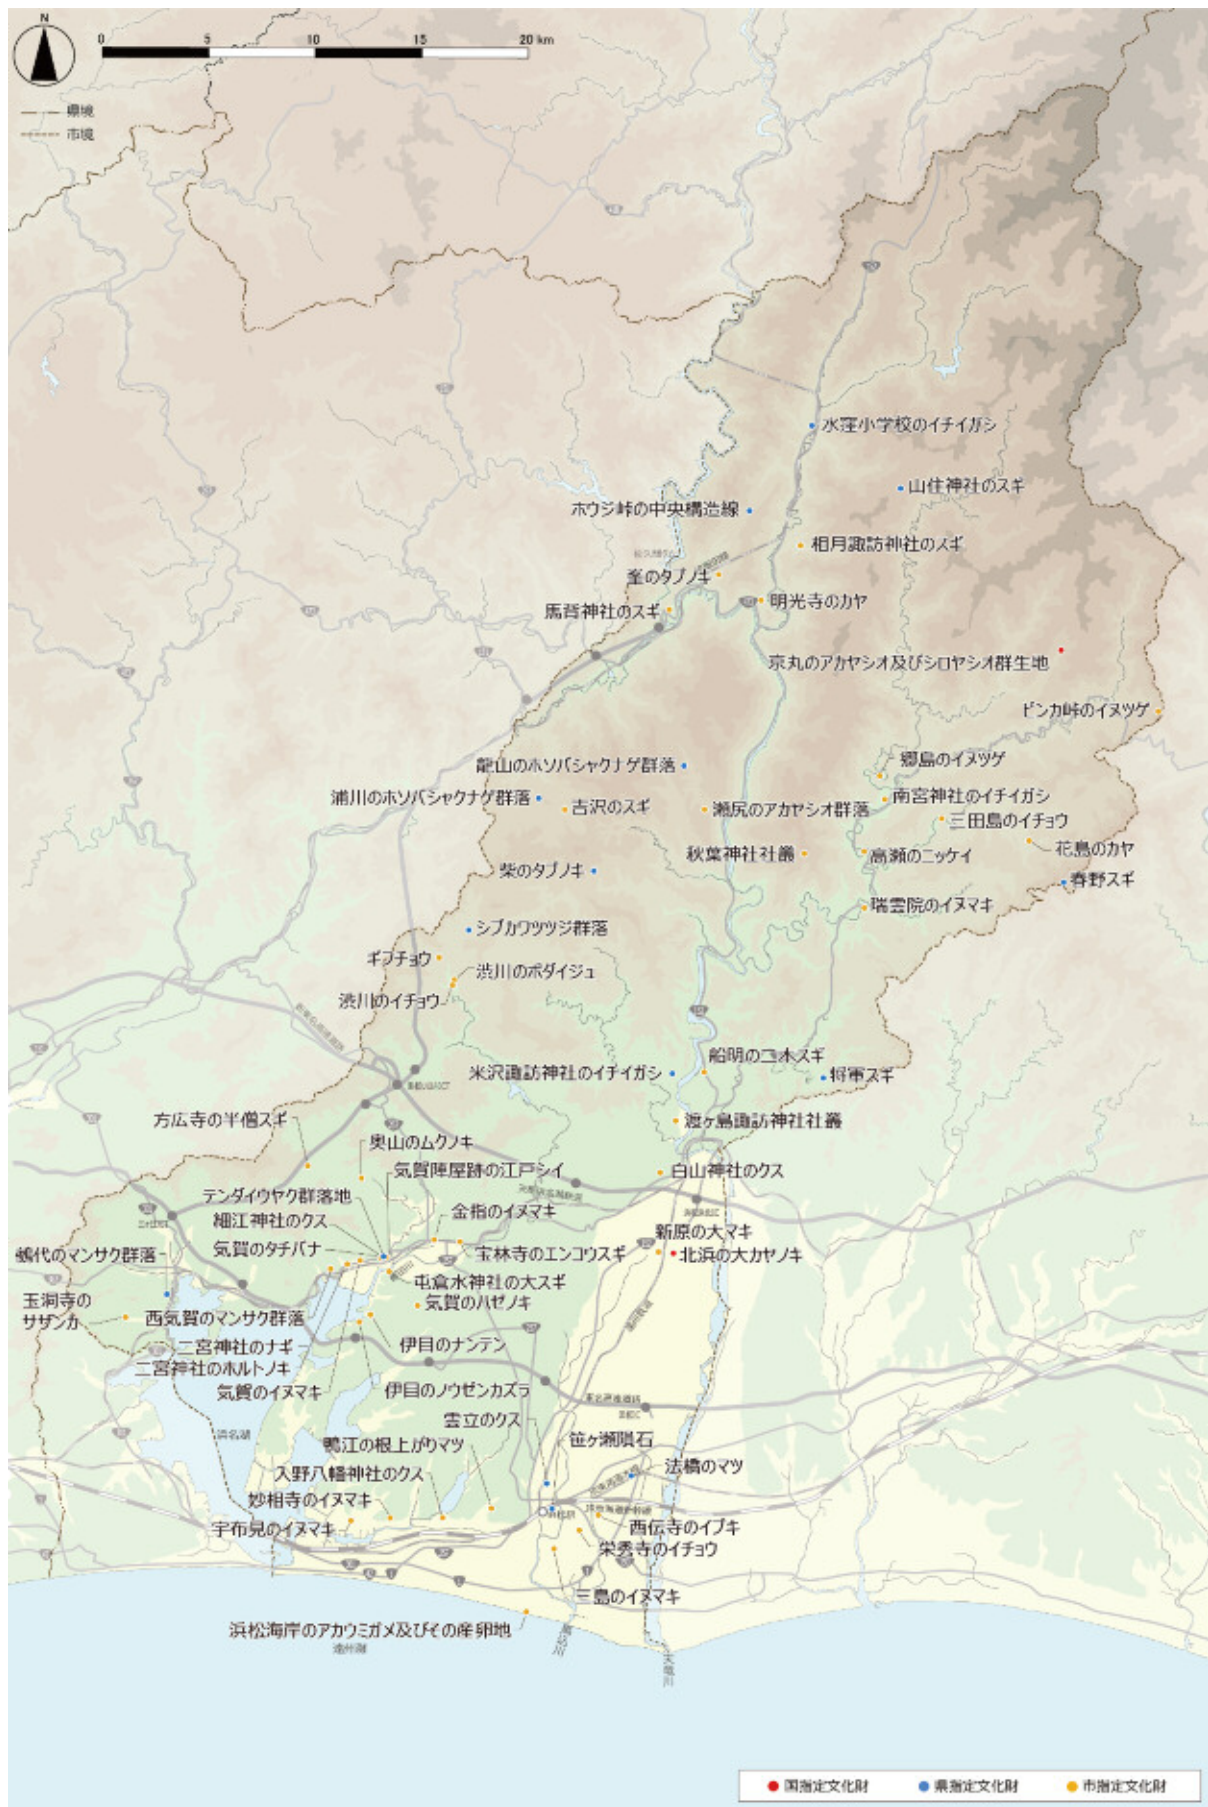 N
0 5 10 15 20 km
県境
市境
水窪小学校のイチイガシ
山住神社のスギ
ホウジ峠の中央構造線
相月諏訪神社のスギ
峯のタブノキ
明光寺のカヤ
馬背神社のスギ
京丸のアカヤシオ及びシロヤシオ群生地
ビンカ峠のイヌツゲ
郷島のイヌツゲ
龍山のホソバシャクナゲ群落
浦川のホソバシャクナゲ群落
吉沢のスギ
瀬尻のアカヤシオ群落
南宮神社のイチイガシ
三田島のイチョウ
秋葉神社社叢
高瀬のニッケイ
花島のカヤ
柴のタブノキ
春野スギ
瑞雲院のイヌマキ
シブカワツツジ群落
ギフチョウ
渋川のボダイジュ
渋川のイチョウ
船明の二本スギ
米沢諏訪神社のイチイガシ
将軍スギ
方広寺の半僧スギ
渡ヶ島諏訪神社社叢
奥山のムクノキ
気賀陣屋跡の江戸シイ
白山神社のクス
テンダイウヤク群落地
金指のイヌマキ
細江神社のクス
新原の大マキ
気賀のタチバナ
宝林寺のエンコウスギ
北浜の大カヤノキ
鵺代のマンサク群落
屯倉水神社の大スギ
玉洞寺の
サザンカ
気賀のハゼノキ
西気賀のマンサク群落
二宮神社のナギ
伊目のナンテン
二宮神社のホルトノキ
気賀のイヌマキ
伊目のノウゼンカズラ
雲立のクス
浜名湖
鴨江の根上がりマツ
笹ヶ瀬隕石
法橋のマツ
入野八幡神社のクス
妙相寺のイヌマキ
宇布見のイヌマキ
西伝寺のイブキ
栄秀寺のイチョウ
三島のイヌマキ
浜松海岸のアカウミガメ及びその産卵地
遠州灘
馬込川
天竜川
国指定文化財 県指定文化財 市指定文化財